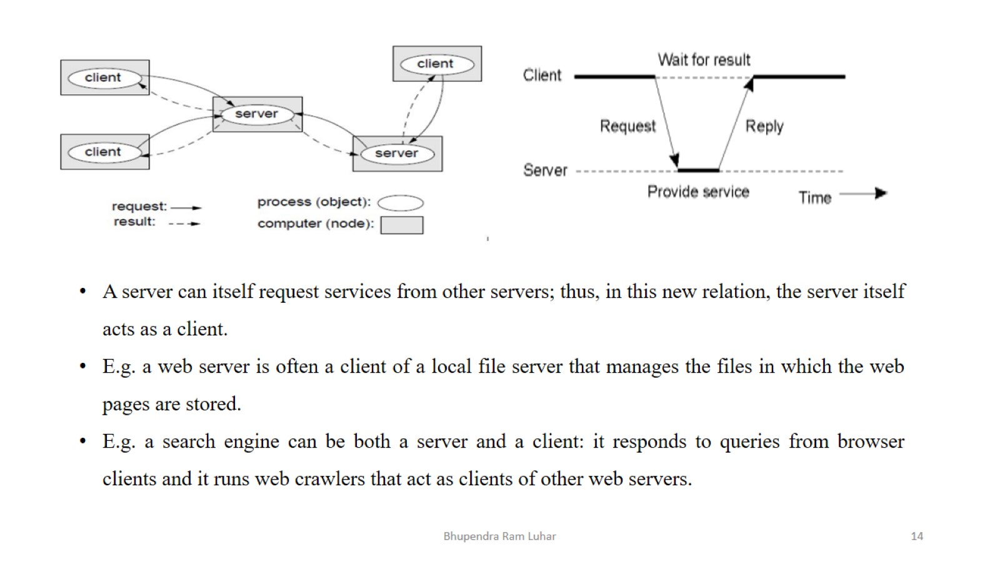 client
client
server
client
server
request:
result:
process (object):
computer (node):
Wait for result
Client
Request
Reply
Server
Provide service
Time
• A server can itself request services from other servers; thus, in this new relation, the server itself
acts as a client.
• E.g. a web server is often a client of a local file server that manages the files in which the web
pages are stored.
• E.g. a search engine can be both a server and a client: it responds to queries from browser
clients and it runs web crawlers that act as clients of other web servers.
Bhupendra Ram Luhar
14